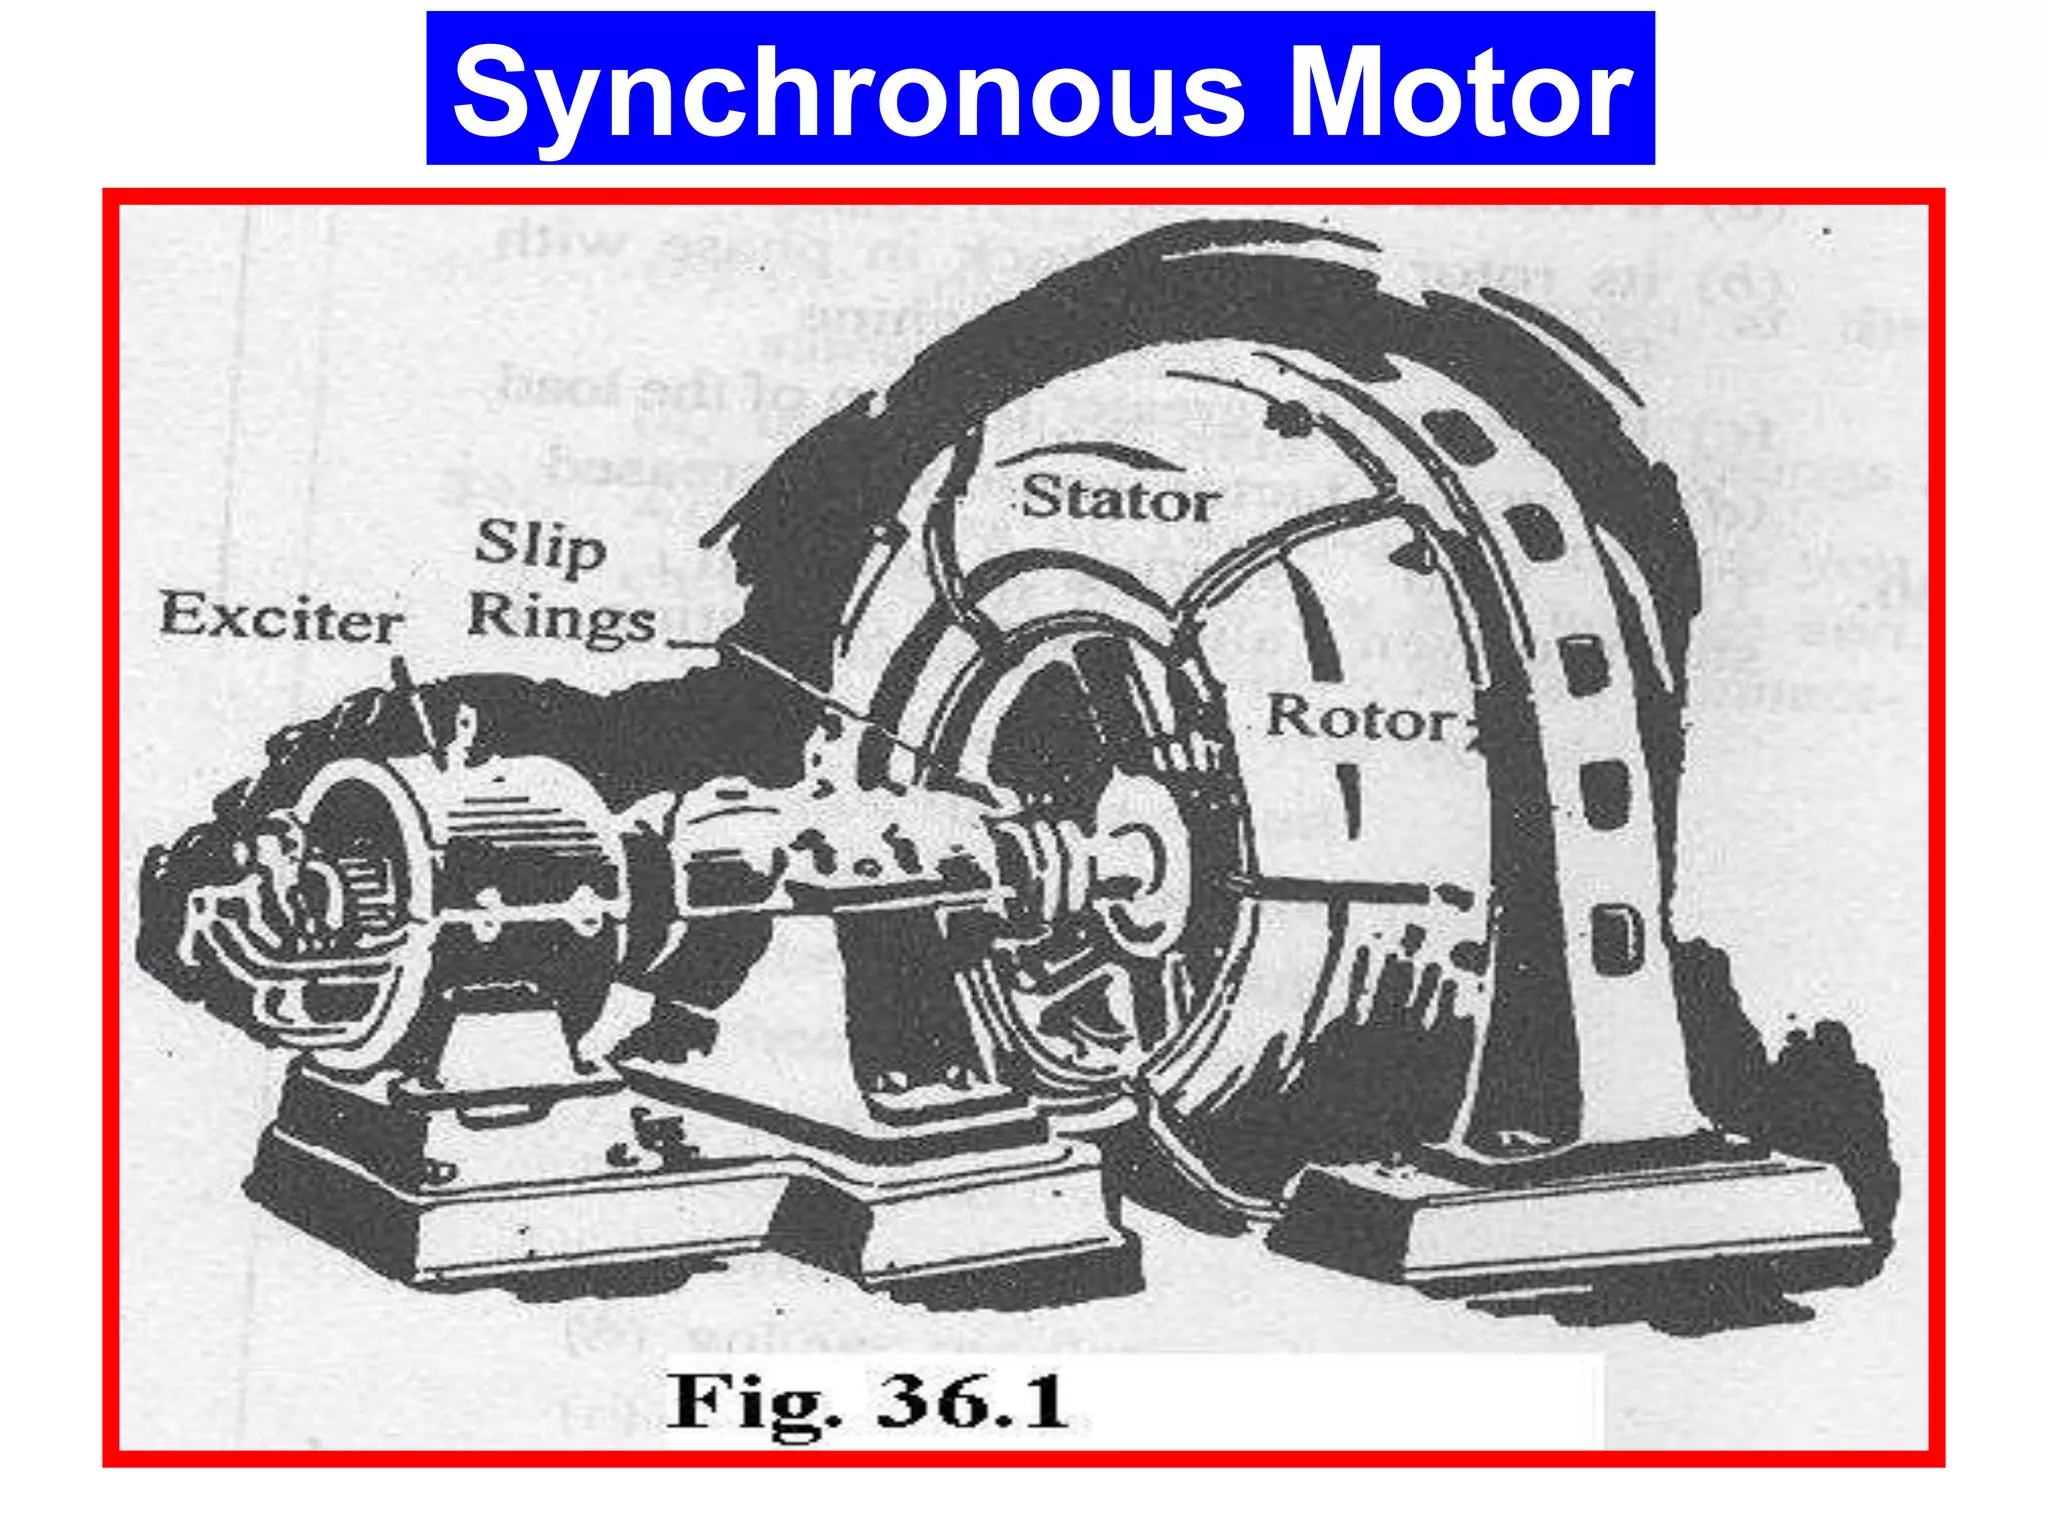 Synchronous Motor
Stator
Slip
Rings
Exciter
Rotor
Fig. 36.1